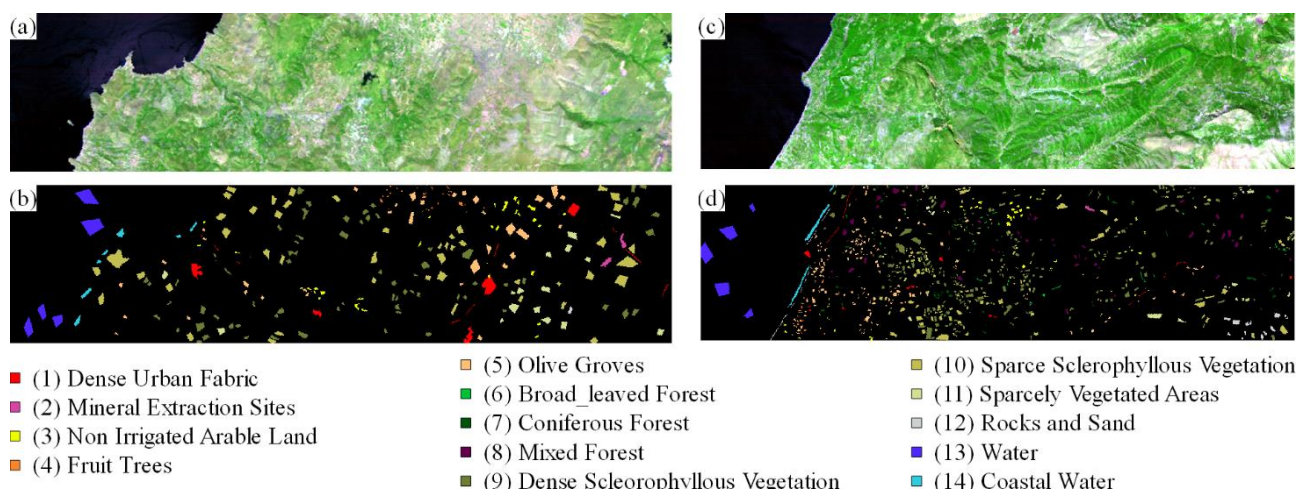 (a)
(c)
(b)
(d)
(1) Dense Urban Fabric
(2) Mineral Extraction Sites
(3) Non Irrigated Arable Land
(4) Fruit Trees
(5) Olive Groves
(6) Broad_leaved Forest
(7) Coniferous Forest
(8) Mixed Forest
(9) Dense Scleorophyllous Vegetation
(10) Sparce Sclerophyllous Vegetation
(11) Sparcely Vegetated Areas
(12) Rocks and Sand
(13) Water
(14) Coastal Water